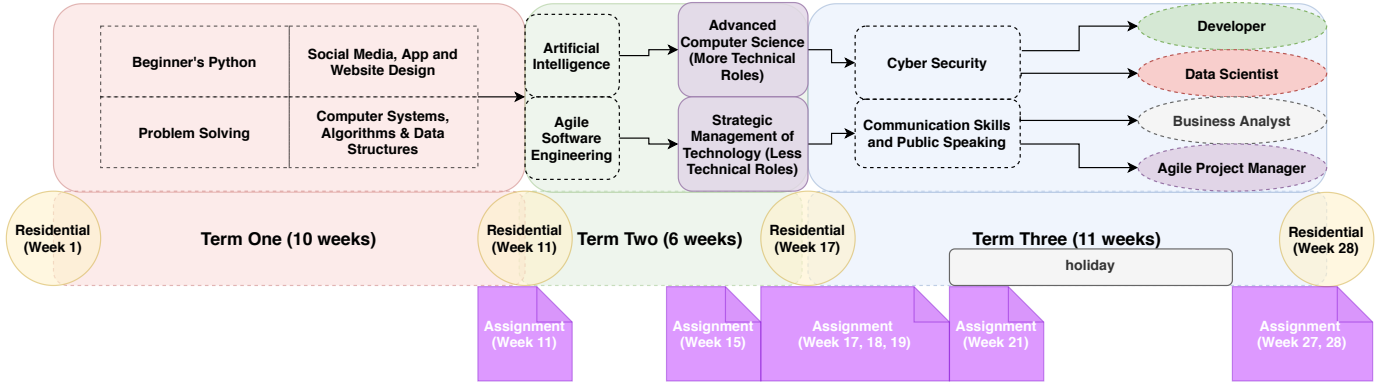 Beginner's Python
Social Media, App and
Website Design
Problem Solving
Computer Systems,
Algorithms & Data
Structures
Artificial
Intelligence
Agile
Software
Engineering
Advanced
Computer Science
(More Technical
Roles)
Strategic
Management of
Technology (Less
Technical Roles)
Cyber Security
Communication Skills
and Public Speaking
Developer
Data Scientist
Business Analyst
Agile Project Manager
Residential
(Week 1)
Term One (10 weeks)
Residential
(Week 11)
Term Two (6 weeks)
Residential
(Week 17)
Term Three (11 weeks)
holiday
Residential
(Week 28)
Assignment
(Week 11)
Assignment
(Week 15)
Assignment
(Week 17, 18, 19)
Assignment
(Week 21)
Assignment
(Week 27, 28)